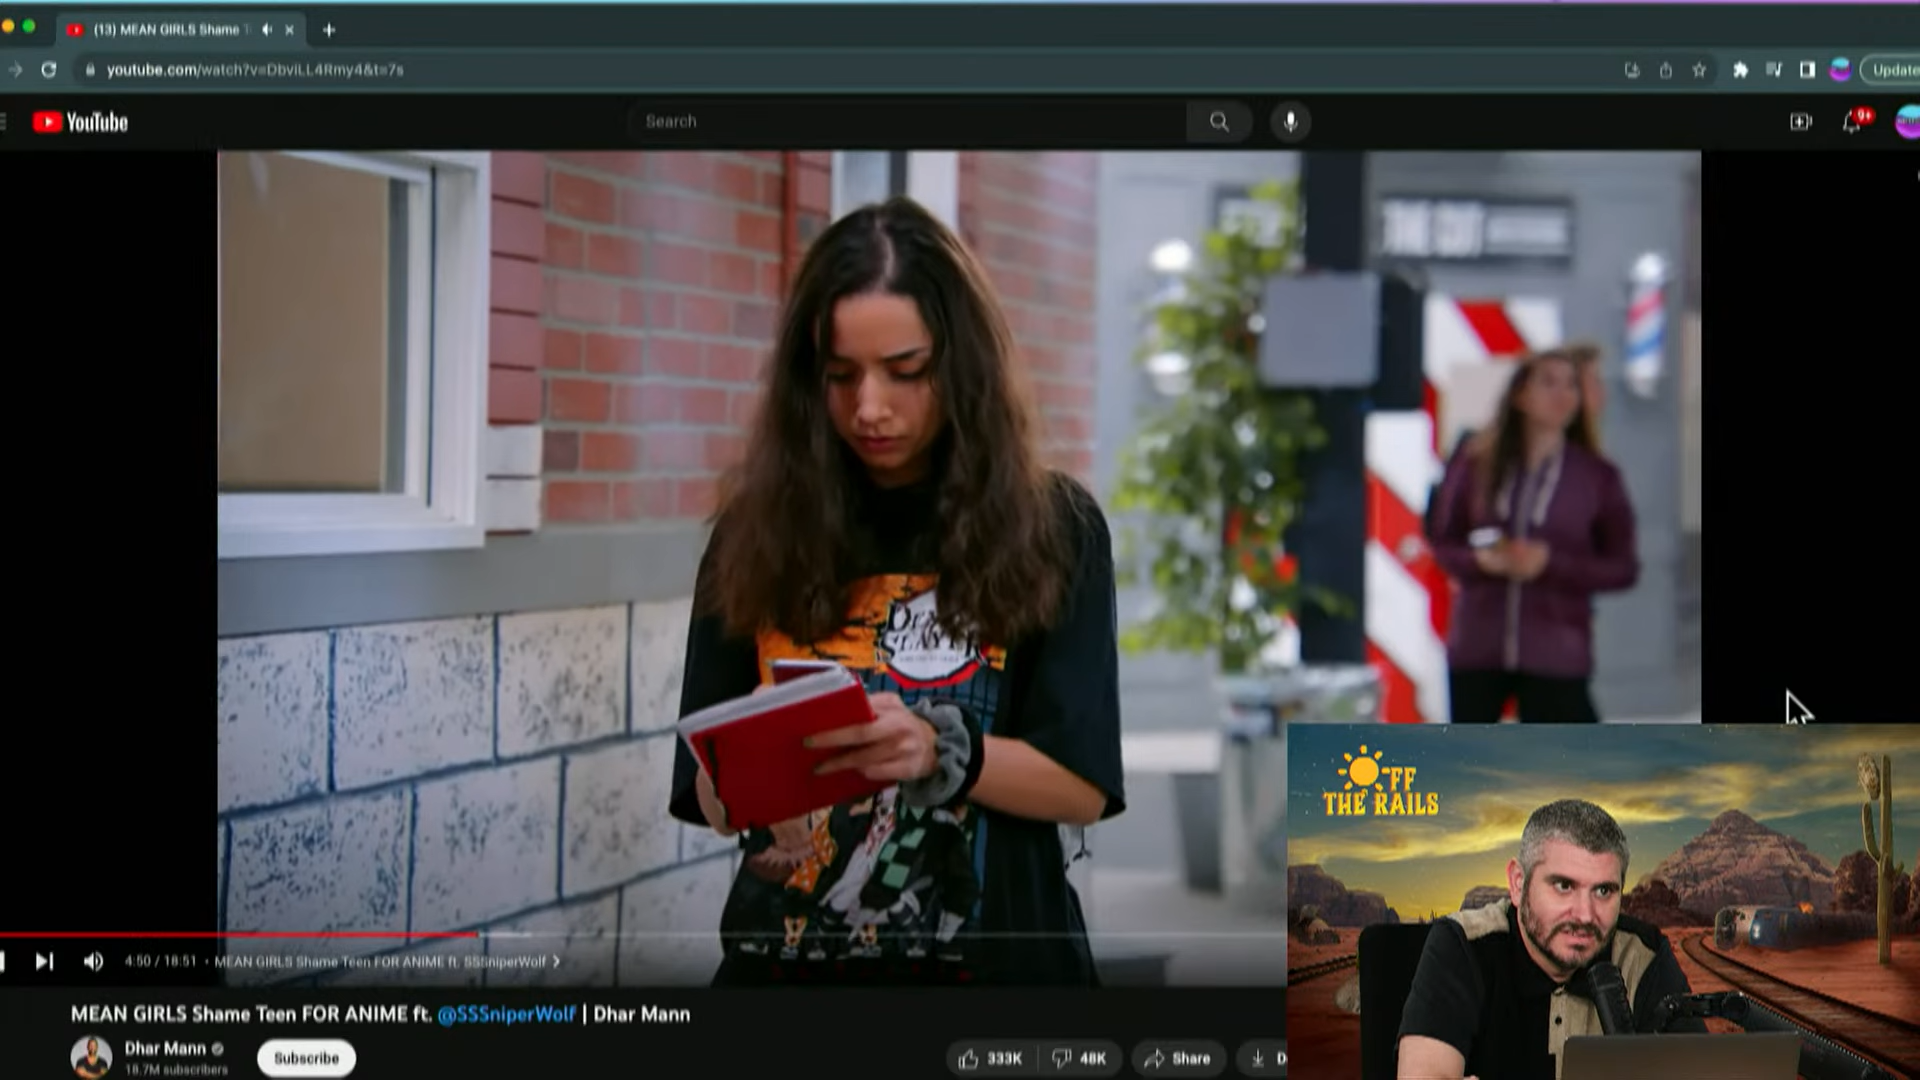 (13) MEAN GIRLS Shame T
youtube.com/watch?v=DbviLL4Rmy4&t=7s
Update
YouTube
Search
9+
DEMON
SLAYER
OFF
THE RAILS
4:50 / 18:51 • MEAN GIRLS Shame Teen FOR ANIME ft. SSSniperWolf >
MEAN GIRLS Shame Teen FOR ANIME ft. @SSSniperWolf | Dhar Mann
Dhar Mann
18.7M subscribers
Subscribe
333K
48K
Share
D